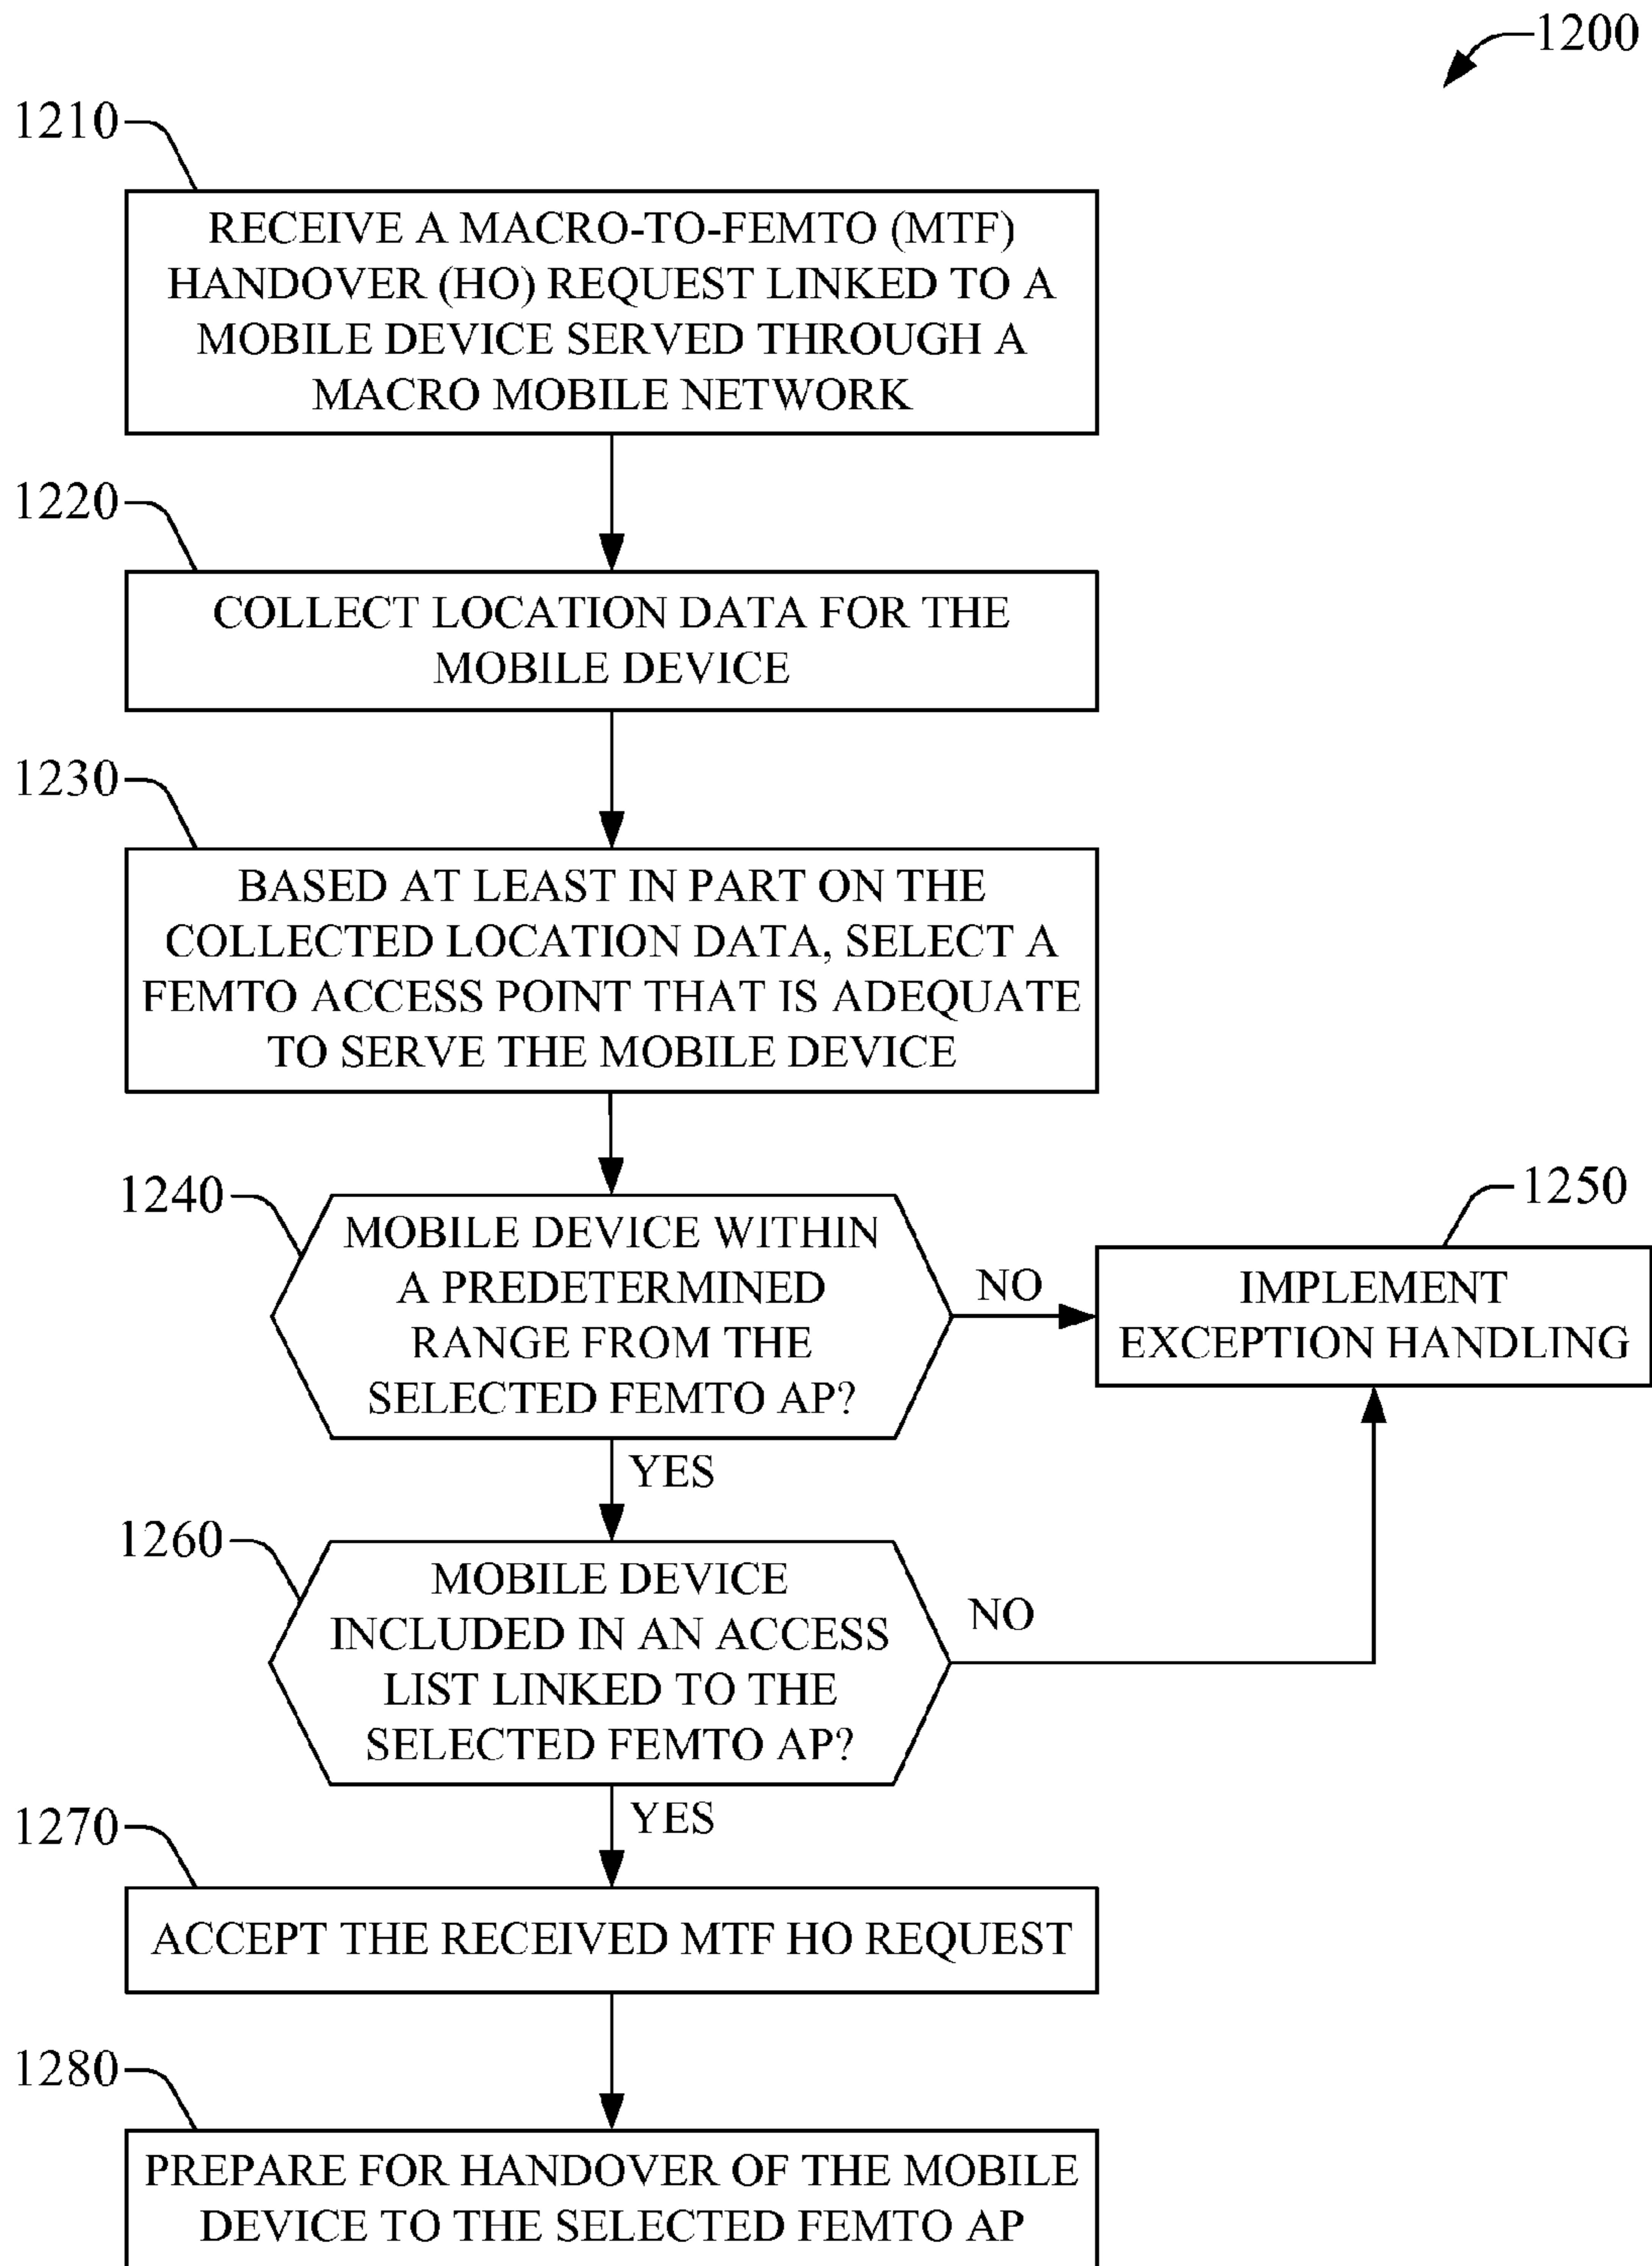 1200
1210
RECEIVE A MACRO-TO-FEMTO (MTF)
HANDOVER (HO) REQUEST LINKED TO A
MOBILE DEVICE SERVED THROUGH A
MACRO MOBILE NETWORK
1220
COLLECT LOCATION DATA FOR THE
MOBILE DEVICE
1230
BASED AT LEAST IN PART ON THE
COLLECTED LOCATION DATA, SELECT A
FEMTO ACCESS POINT THAT IS ADEQUATE
TO SERVE THE MOBILE DEVICE
1240
MOBILE DEVICE WITHIN
A PREDETERMINED
RANGE FROM THE
SELECTED FEMTO AP?
NO
1250
IMPLEMENT
EXCEPTION HANDLING
YES
1260
MOBILE DEVICE
INCLUDED IN AN ACCESS
LIST LINKED TO THE
SELECTED FEMTO AP?
NO
YES
1270
ACCEPT THE RECEIVED MTF HO REQUEST
1280
PREPARE FOR HANDOVER OF THE MOBILE
DEVICE TO THE SELECTED FEMTO AP